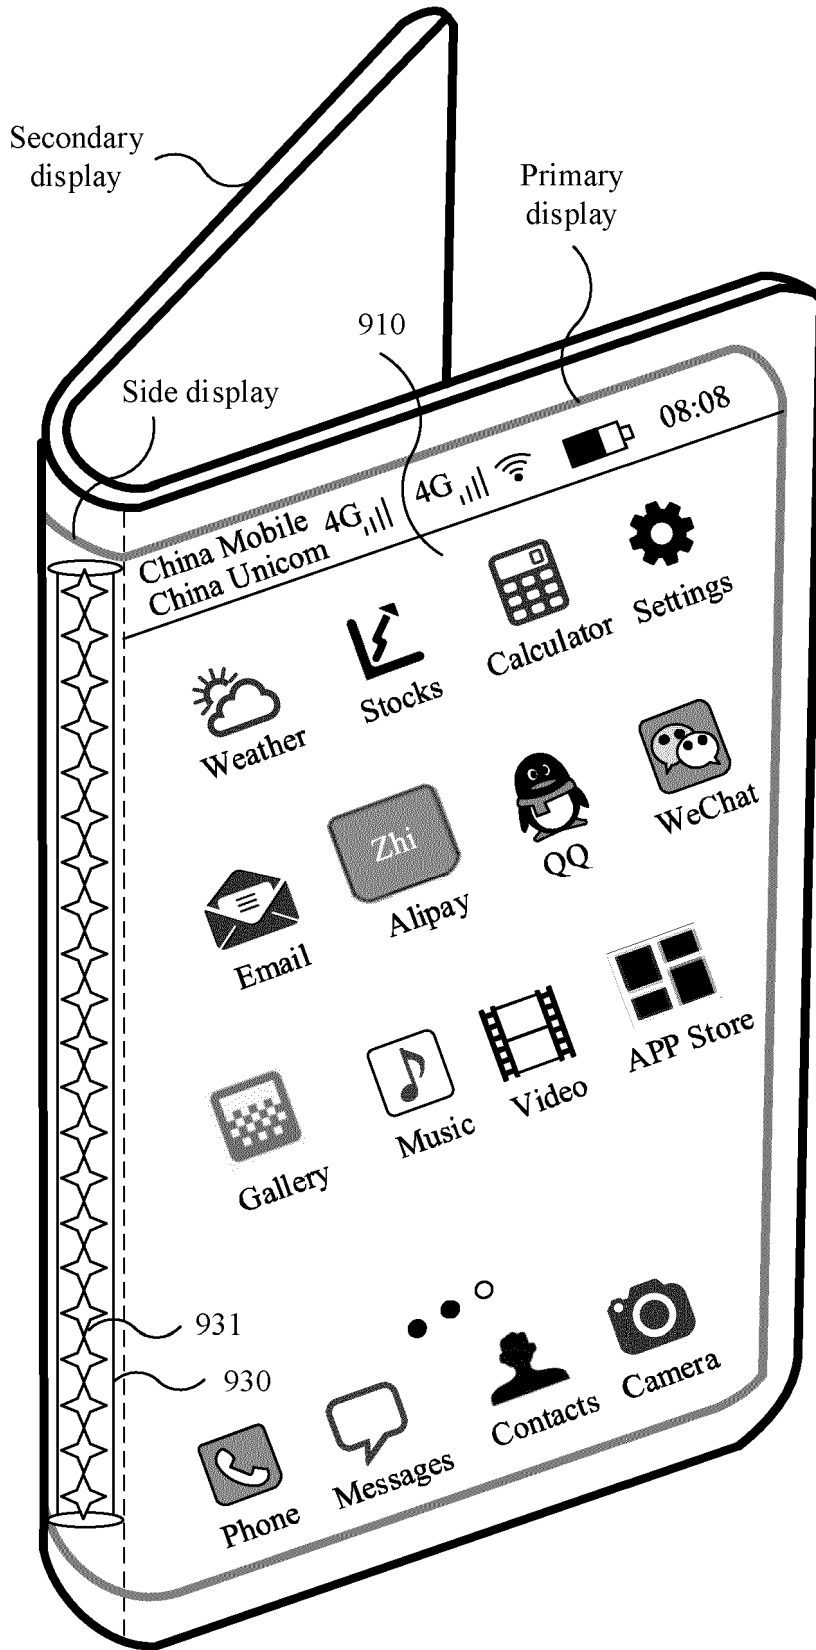 Secondary
display
Primary
display
910
Side display
08:08
China Mobile 4G 4G
China Unicom
Weather
Stocks
Calculator
Settings
Email
Zhi
Alipay
QQ
WeChat
Gallery
Music
Video
APP Store
931
930
Phone
Messages
Contacts
Camera